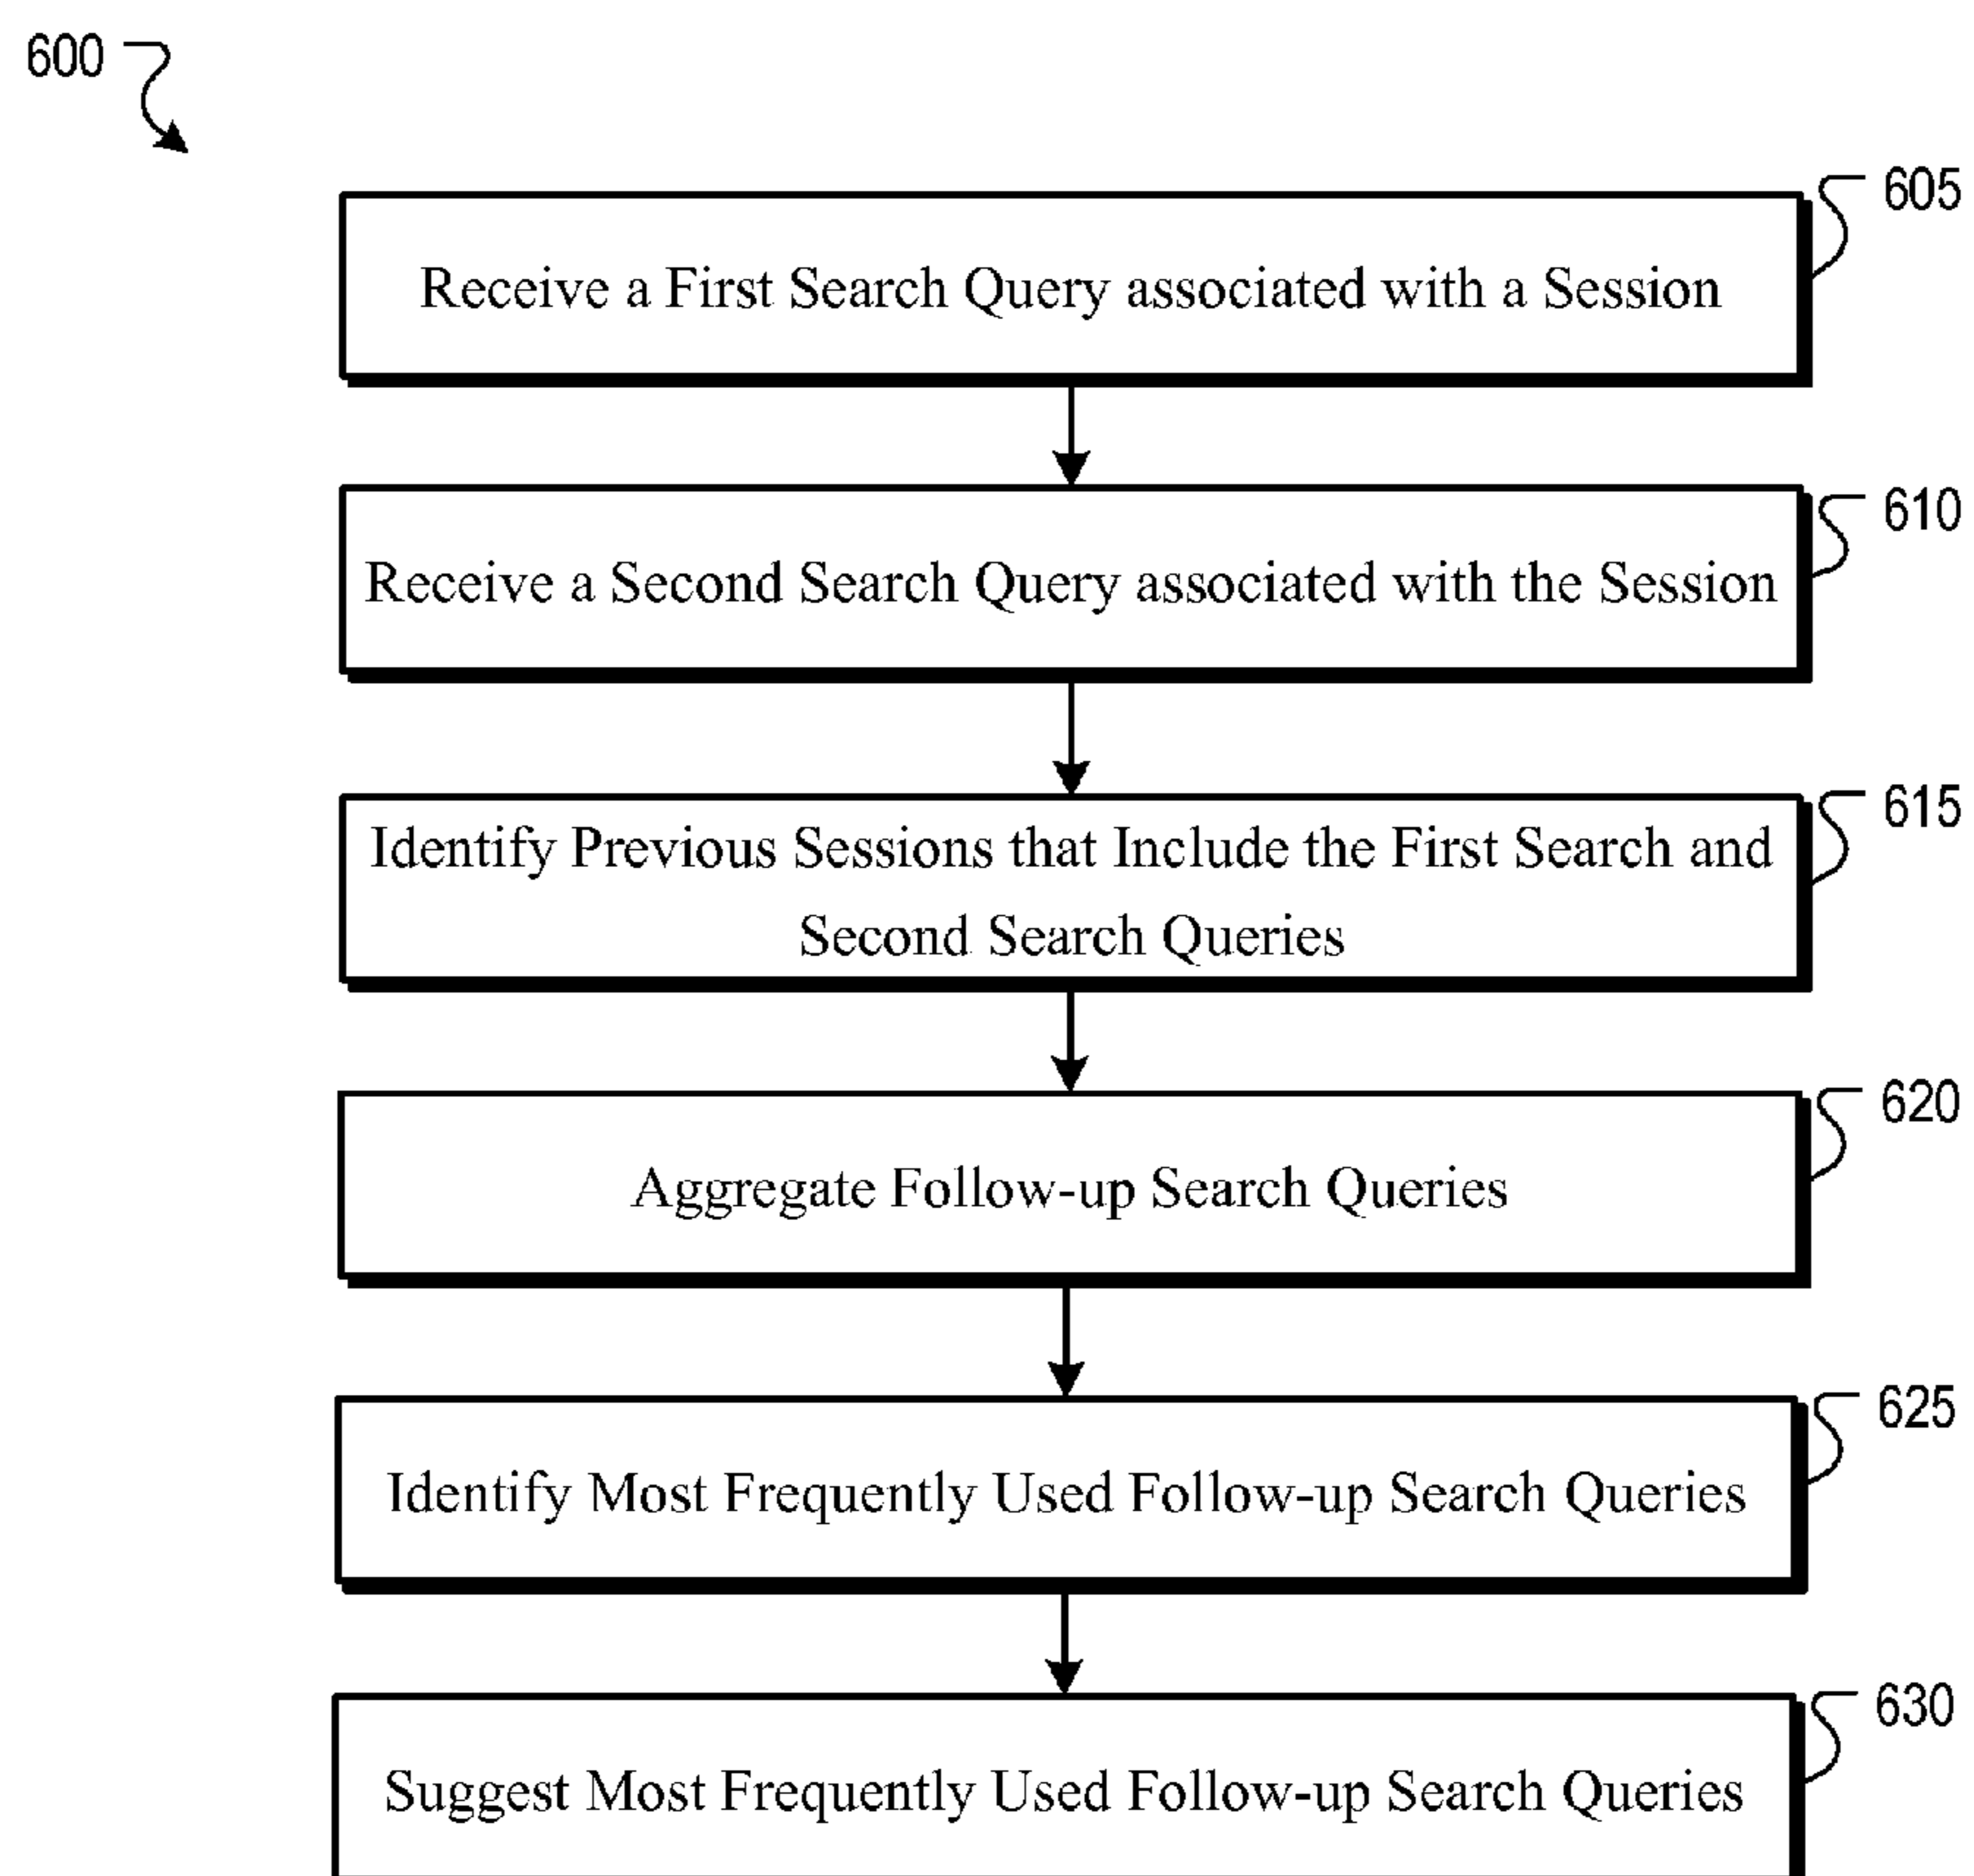 600
605
Receive a First Search Query associated with a Session
610
Receive a Second Search Query associated with the Session
615
Identify Previous Sessions that Include the First Search and
Second Search Queries
620
Aggregate Follow-up Search Queries
625
Identify Most Frequently Used Follow-up Search Queries
630
Suggest Most Frequently Used Follow-up Search Queries